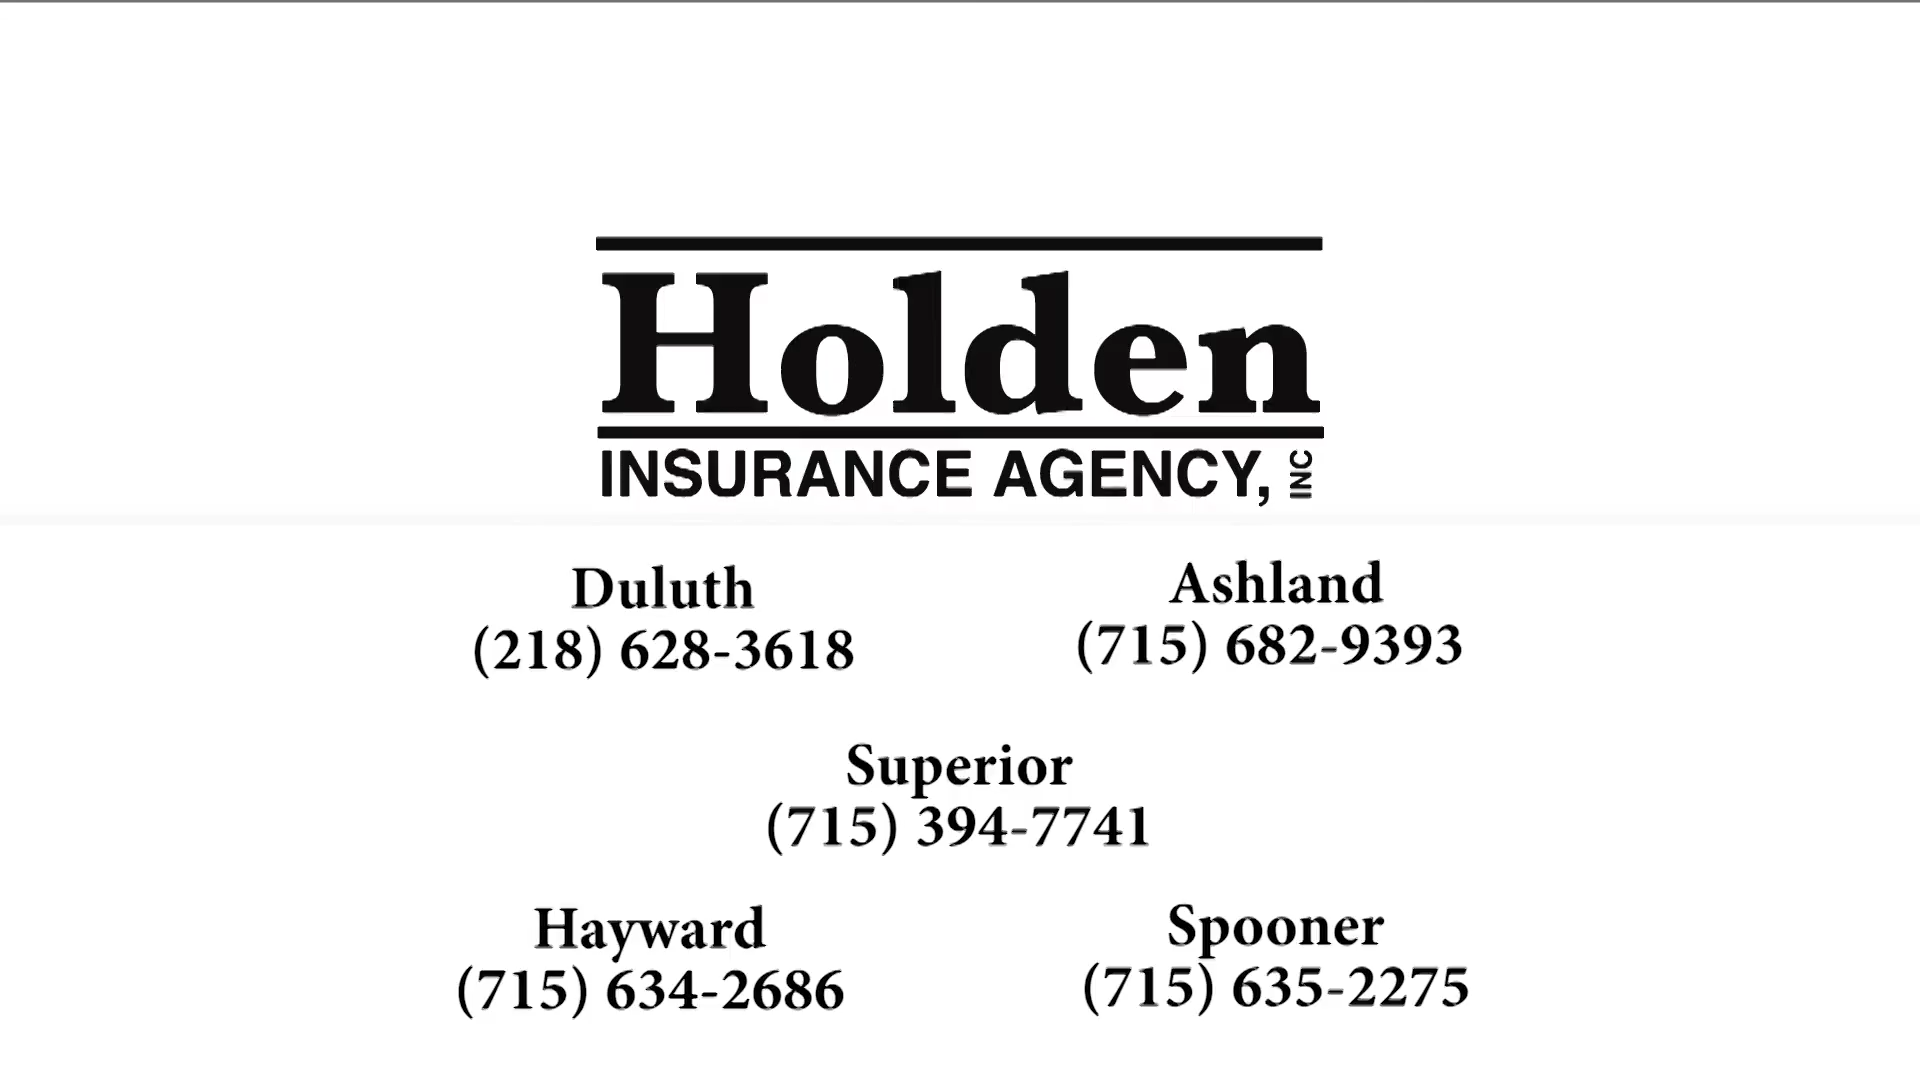 Holden
INSURANCE AGENCY, INC
Duluth
(218) 628-3618
Ashland
(715) 682-9393
Superior
(715) 394-7741
Hayward
(715) 634-2686
Spooner
(715) 635-2275